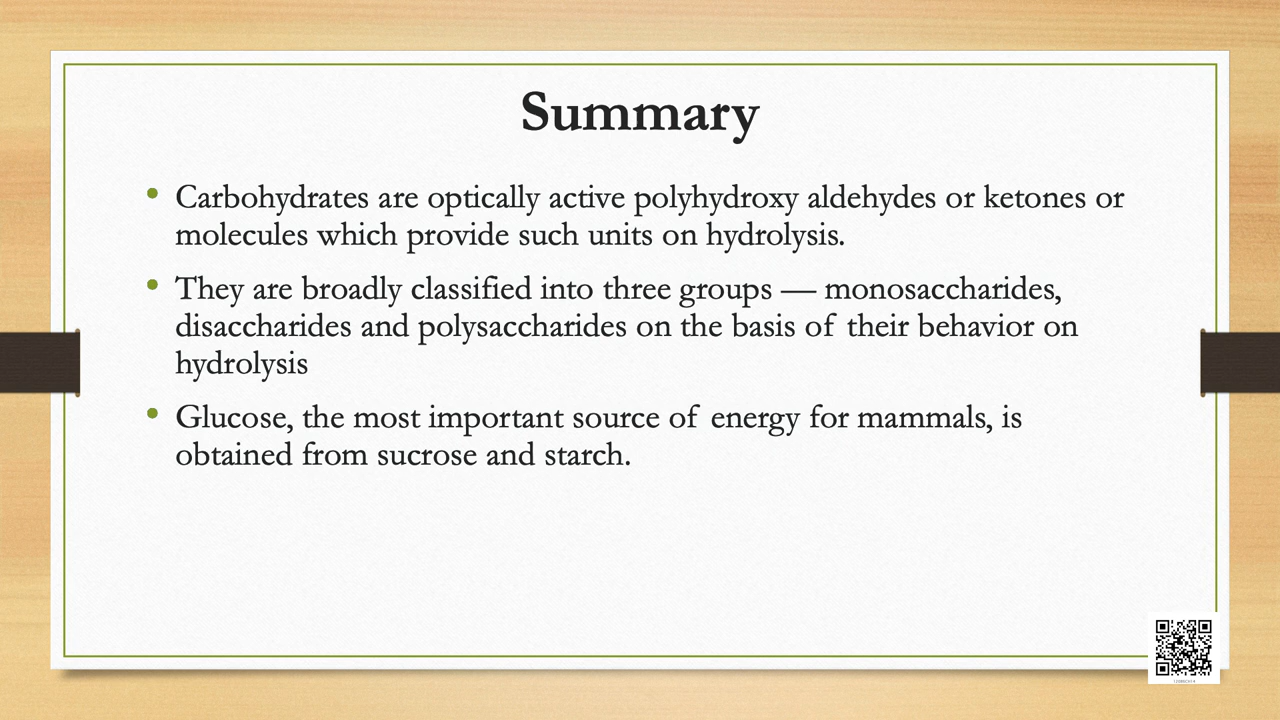 Summary
• Carbohydrates are optically active polyhydroxy aldehydes or ketones or
molecules which provide such units on hydrolysis.
• They are broadly classified into three groups — monosaccharides,
disaccharides and polysaccharides on the basis of their behavior on
hydrolysis
• Glucose, the most important source of energy for mammals, is
obtained from sucrose and starch.